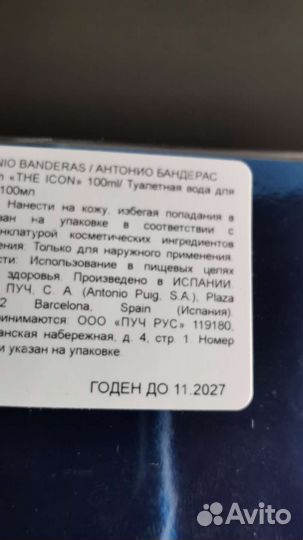 NIO BANDERAS / АНТОНИО БАНДЕРАС
«THE ICON» 100ml/ Туалетная вода для
100мл
Нанести на кожу, избегая попадания в
зан на упаковке в соответствии с
нклатурой косметических ингредиентов
ения: Только для наружного применения.
сти: Использование в пищевых целях
здоровья. Произведено в ИСПАНИИ.
ПУЧ, С. А. (Antonio Puig, S.A.), Plaza
2 Barcelona, Spain (Испания).
ринимаются: ООО «ПУЧ РУС» 119180,
анская набережная, д. 4, стр. 1. Номер
и указан на упаковке.
ГОДЕН ДО 11.2027
Avito